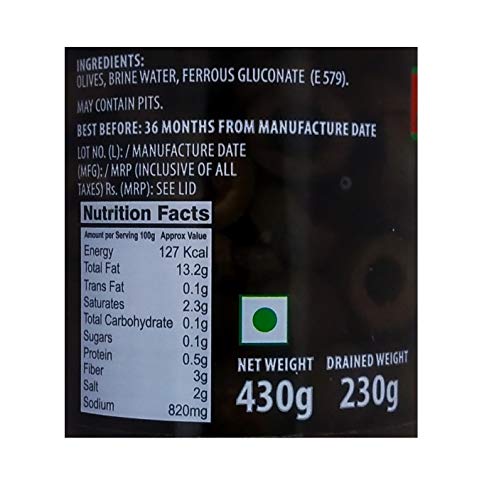 INGREDIENTS:
OLIVES, BRINE WATER, FERROUS GLUCONATE (E 579).
MAY CONTAIN PITS.
BEST BEFORE: 36 MONTHS FROM MANUFACTURE DATE
LOT NO. (L): / MANUFACTURE DATE
(MFG): / MRP (INCLUSIVE OF ALL
TAXES) Rs. (MRP): SEE LID
Nutrition Facts
Amount per Serving 100g Approx Value
Energy 127 Kcal
Total Fat 13.2g
Trans Fat 0.1g
Saturates 2.3g
Total Carbohydrate 0.1g
Sugars 0.1g
Protein 0.5g
Fiber 3g
Salt 2g
Sodium 820mg
NET WEIGHT DRAINED WEIGHT
430g 230g